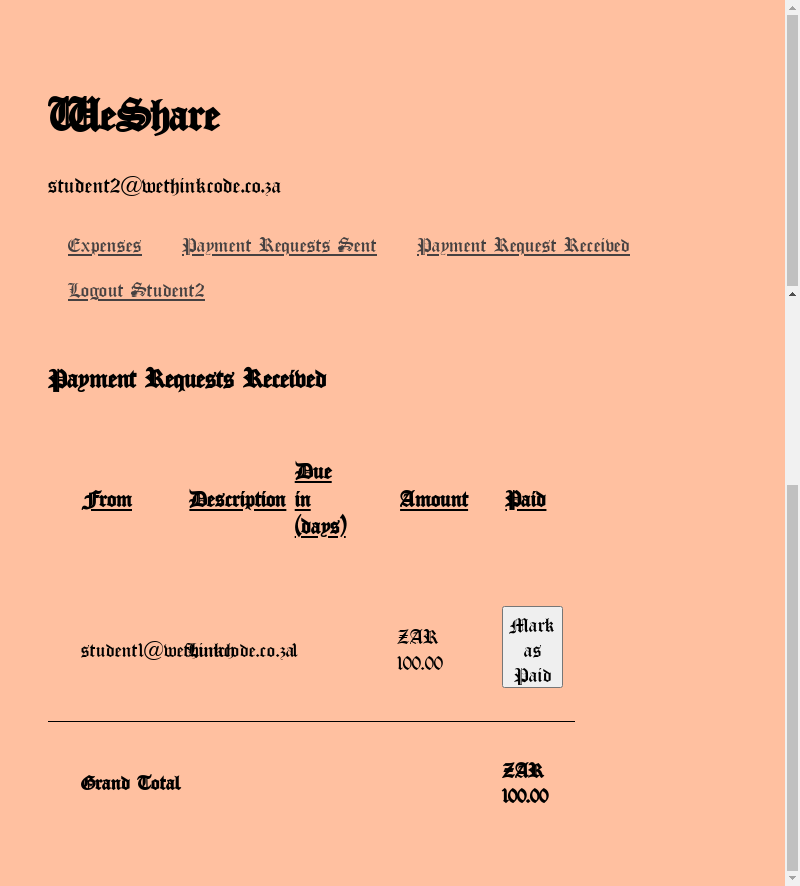 WeShare
student2@wethinkcode.co.za
Expenses Payment Requests Sent Payment Request Received
Logout Student2
Payment Requests Received
From Description Due in (days) Amount Paid
student1@wethinkcode.co.za Lunch 1 ZAR 100.00 Mark as Paid
Grand Total ZAR 100.00